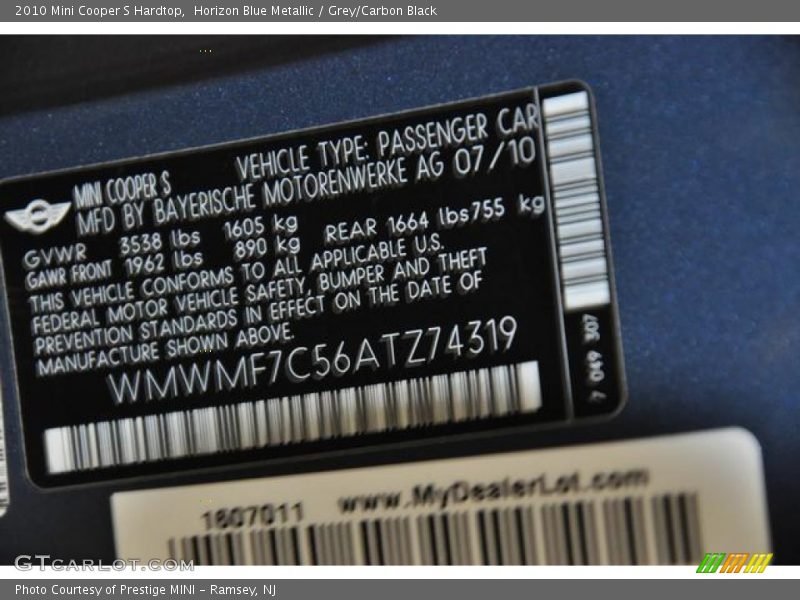 2010 Mini Cooper S Hardtop,  Horizon Blue Metallic / Grey/Carbon Black
MINI COOPER S VEHICLE TYPE: PASSENGER CAR
MFD BY BAYERISCHE MOTORENWERKE AG 07/10
GVWR 3538 lbs 1605 kg
GAWR FRONT 1962 lbs 890 kg REAR 1664 lbs 755 kg
THIS VEHICLE CONFORMS TO ALL APPLICABLE U.S.
FEDERAL MOTOR VEHICLE SAFETY, BUMPER AND THEFT
PREVENTION STANDARDS IN EFFECT ON THE DATE OF
MANUFACTURE SHOWN ABOVE.
WMWMF7C56ATZ74319
4 049 307
1607011 www.MyDealerLot.com
GTCARLOT.COM
Photo Courtesy of Prestige MINI – Ramsey, NJ